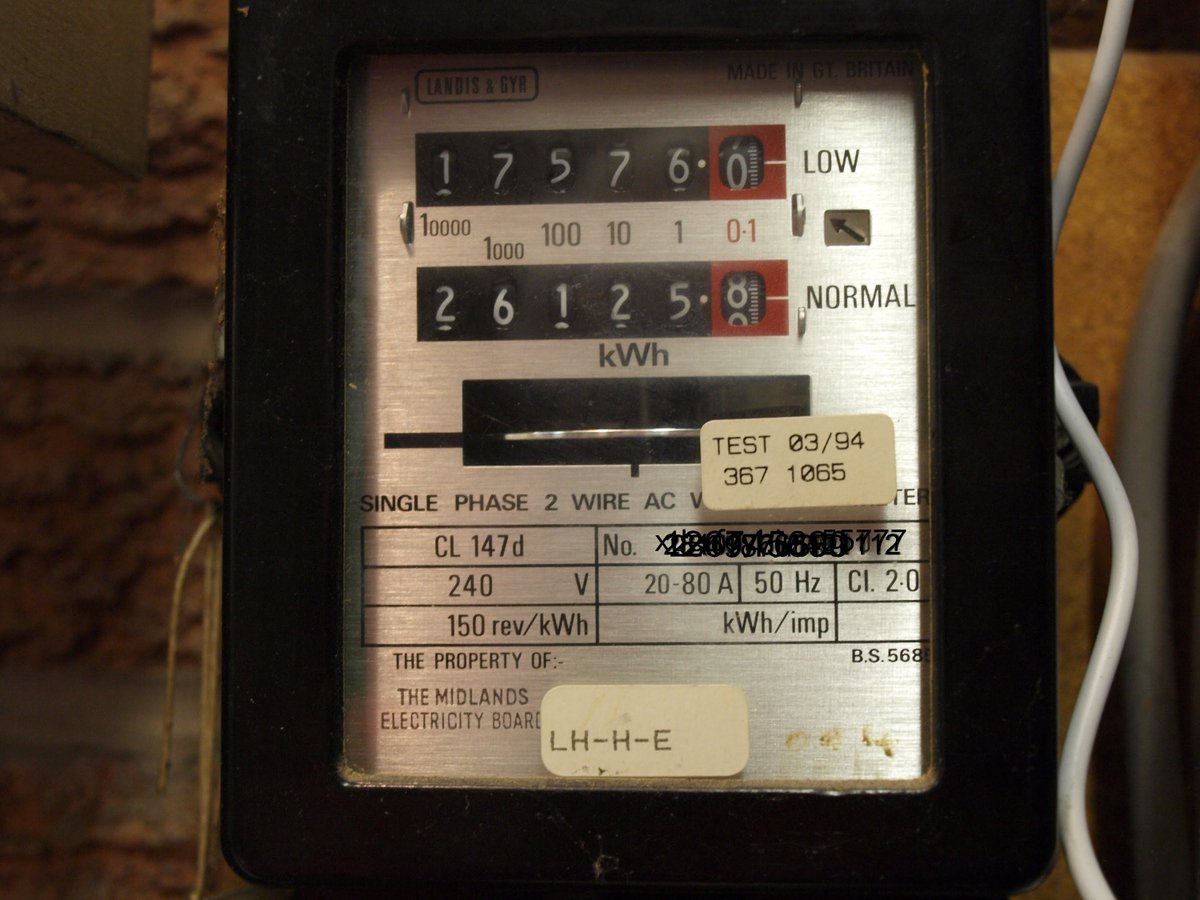 LANDIS & GYR
MADE IN GT. BRITAIN
1 7 5 7 6 · 0 LOW
10000 1000 100 10 1 0·1
2 6 1 2 5 · 8 NORMAL
kWh
TEST 03/94
367 1065
SINGLE PHASE 2 WIRE AC
CL 147d No.
240 V 20-80 A 50 Hz Cl. 2·0
150 rev/kWh kWh/imp
THE PROPERTY OF:- B.S.568
THE MIDLANDS
ELECTRICITY BOARD
LH-H-E